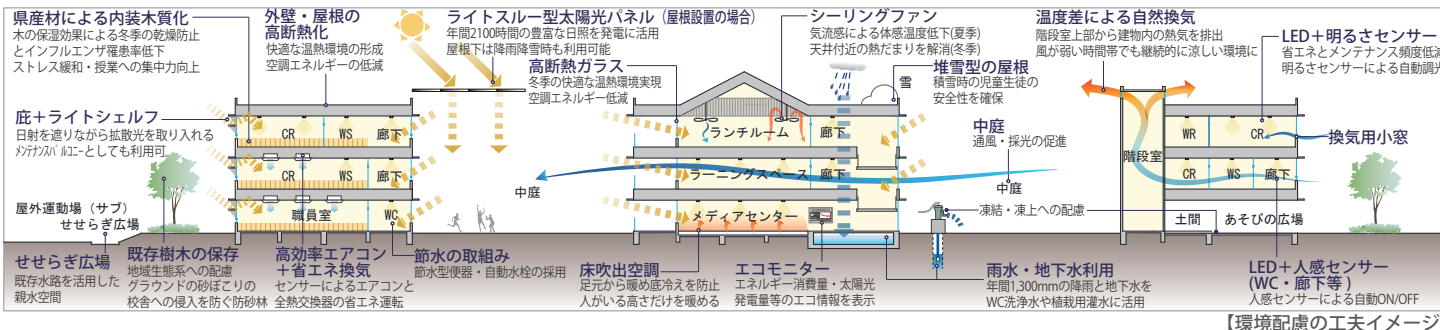 県産材による内装木質化
木の保湿効果による冬季の乾燥防止
とインフルエンザ罹患率低下
ストレス緩和・授業への集中力向上
外壁・屋根の
高断熱化
快適な温熱環境の形成
空調エネルギーの低減
ライトスルー型太陽光パネル（屋根設置の場合）
年間2100時間の豊富な日照を発電に活用
屋根下は降雨降雪時も利用可能
高断熱ガラス
冬季の快適な温熱環境実現
空調エネルギー低減
シーリングファン
気流感による体感温度低下(夏季)
天井付近の熱だまりを解消(冬季)
堆雪型の屋根
積雪時の児童生徒の
安全性を確保
雪
温度差による自然換気
階段室上部から建物内の熱気を排出
風が弱い時間帯でも継続的に涼しい環境に
LED＋明るさセンサー
省エネとメンテナンス頻度低減
明るさセンサーによる自動調光
庇＋ライトシェルフ
日射を遮りながら拡散光を取り入れる
ﾒﾝﾃﾅﾝｽﾊﾞﾙｺﾆｰとしても利用可
CR
WS
廊下
CR
WS
廊下
職員室
WC
中庭
ランチルーム
廊下
ラーニングスペース
廊下
メディアセンター
中庭
通風・採光の促進
中庭
凍結・凍上への配慮
階段室
WR
CR
CR
WS
廊下
換気用小窓
土間
あそびの広場
屋外運動場（サブ）
せせらぎ広場
せせらぎ広場
既存水路を活用した
親水空間
既存樹木の保存
地域生態系への配慮
グラウンドの砂ぼこりの
校舎への侵入を防ぐ防砂林
高効率エアコン
＋省エネ換気
センサーによるエアコンと
全熱交換器の省エネ運転
節水の取組み
節水型便器・自動水栓の採用
床吹出空調
足元から暖め底冷えを防止
人がいる高さだけを暖める
エコモニター
エネルギー消費量・太陽光
発電量等のエコ情報を表示
雨水・地下水利用
年間1,300mmの降雨と地下水を
WC洗浄水や植栽用灌水に活用
LED＋人感センサー
(WC・廊下等）
人感センサーによる自動ON/OFF
【環境配慮の工夫イメージ